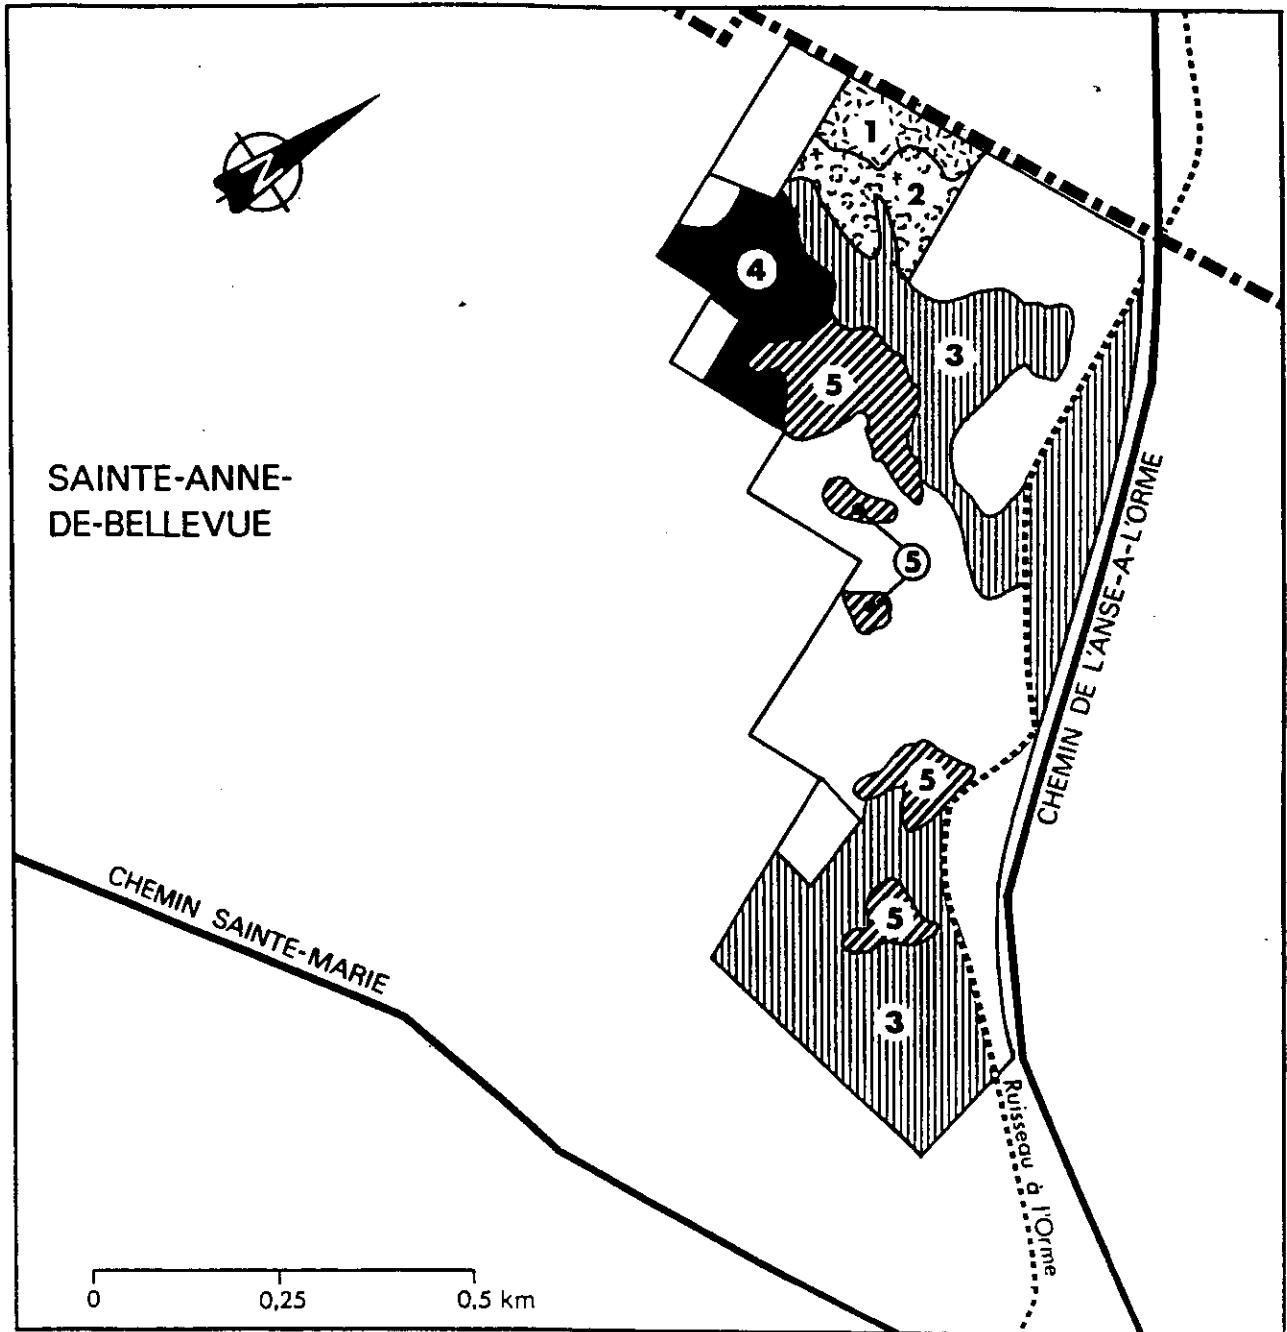 N
1
2
4
3
5
SAINTE-ANNE-
DE-BELLEVUE
5
CHEMIN DE L'ANSE-A-L'ORME
5
CHEMIN SAINTE-MARIE
5
3
Ruisseau à l'Orme
0 0,25 0,5 km